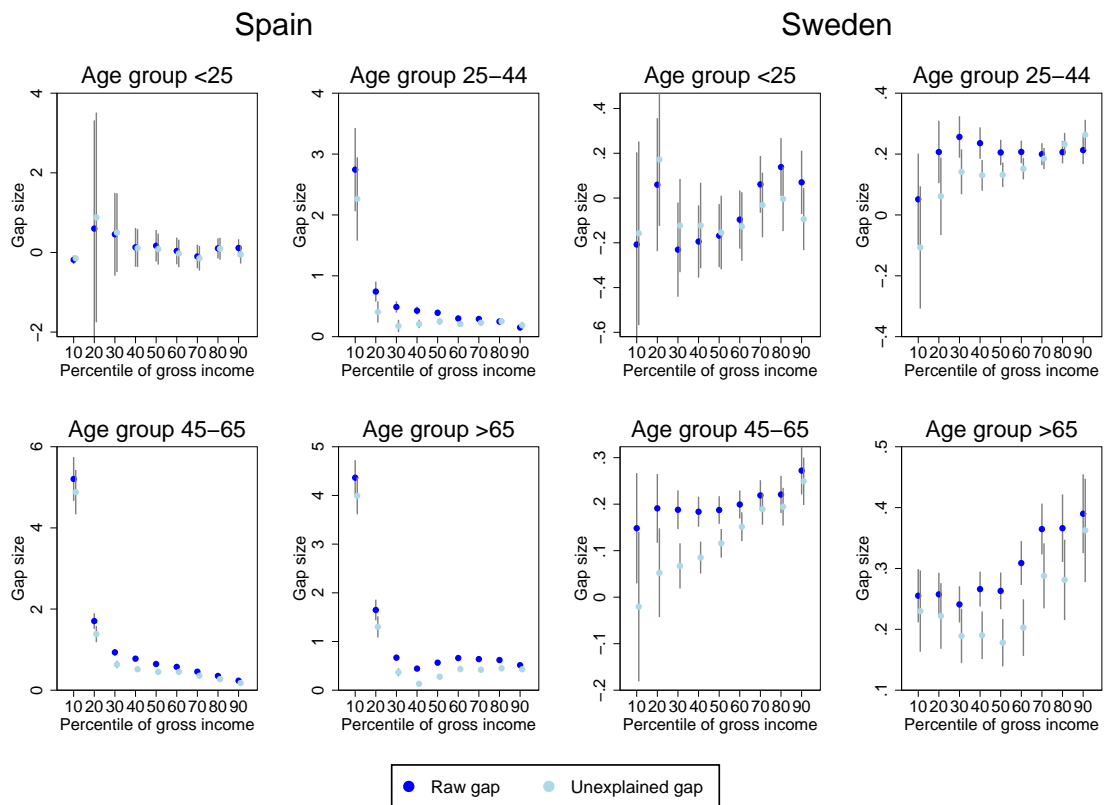 Spain
Sweden
Age group <25
Gap size
−2 0 2 4
10 20 30 40 50 60 70 80 90
Percentile of gross income
Age group 25−44
Gap size
0 1 2 3 4
10 20 30 40 50 60 70 80 90
Percentile of gross income
Age group <25
Gap size
−.6 −.4 −.2 0 .2 .4
10 20 30 40 50 60 70 80 90
Percentile of gross income
Age group 25−44
Gap size
−.4 −.2 0 .2 .4
10 20 30 40 50 60 70 80 90
Percentile of gross income
Age group 45−65
Gap size
0 2 4 6
10 20 30 40 50 60 70 80 90
Percentile of gross income
Age group >65
Gap size
0 1 2 3 4 5
10 20 30 40 50 60 70 80 90
Percentile of gross income
Age group 45−65
Gap size
−.2 −.1 0 .1 .2 .3
10 20 30 40 50 60 70 80 90
Percentile of gross income
Age group >65
Gap size
.1 .2 .3 .4 .5
10 20 30 40 50 60 70 80 90
Percentile of gross income
Raw gap
Unexplained gap